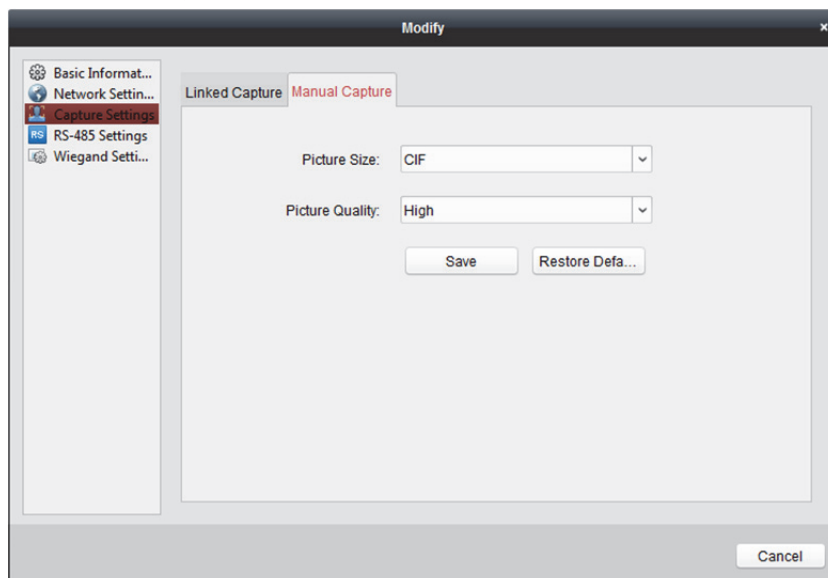 Modify
×
Basic Informat...
Network Settin...
Capture Settings
RS RS-485 Settings
Wiegand Setti...
Linked Capture Manual Capture
Picture Size: CIF
Picture Quality: High
Save Restore Defa...
Cancel